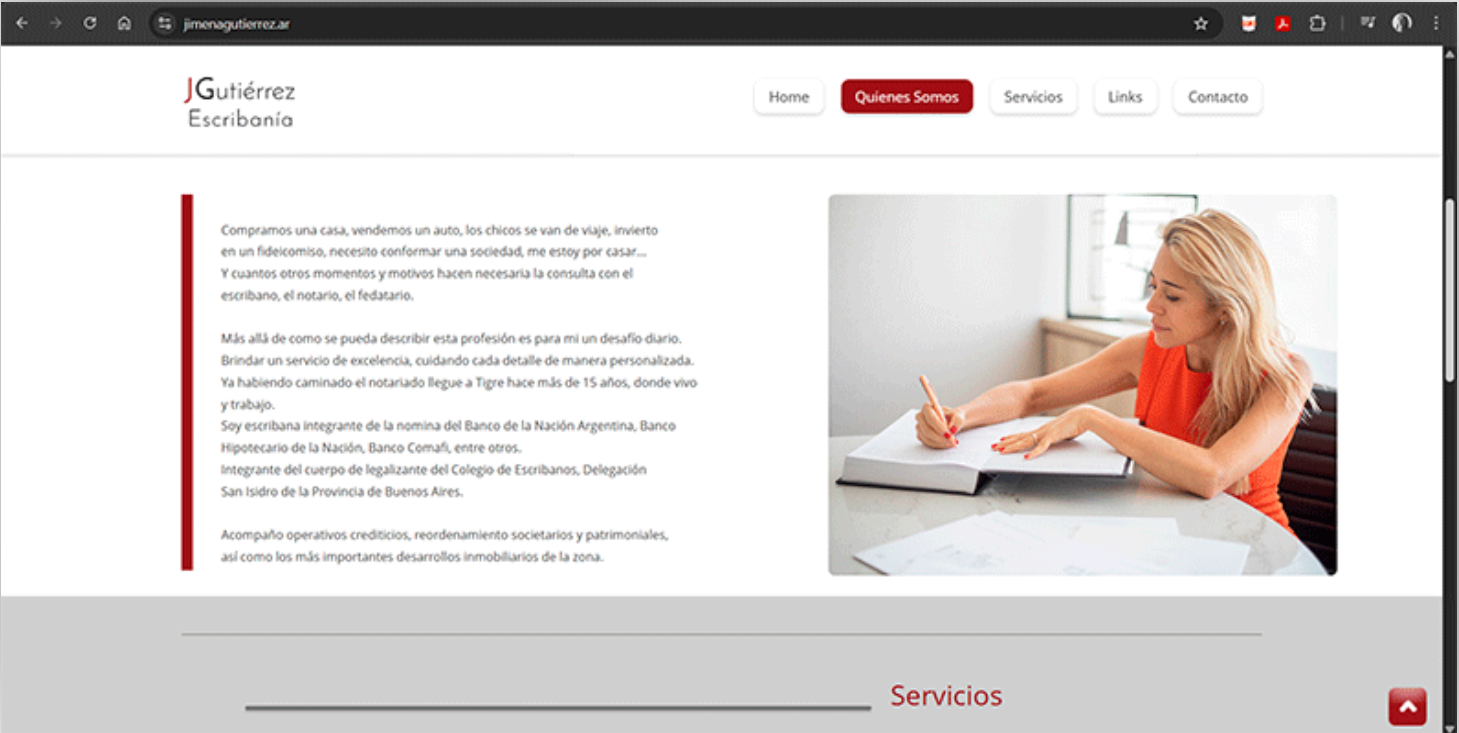 jimenagutierrez.ar
JGutiérrez
Escribanía
Home
Quienes Somos
Servicios
Links
Contacto
Compramos una casa, vendemos un auto, los chicos se van de viaje, invierto
en un fideicomiso, necesito conformar una sociedad, me estoy por casar...
Y cuantos otros momentos y motivos hacen necesaria la consulta con el
escribano, el notario, el fedatario.
Más allá de como se pueda describir esta profesión es para mi un desafío diario.
Brindar un servicio de excelencia, cuidando cada detalle de manera personalizada.
Ya habiendo caminado el notariado llegue a Tigre hace más de 15 años, donde vivo
y trabajo.
Soy escribana integrante de la nomina del Banco de la Nación Argentina, Banco
Hipotecario de la Nación, Banco Comafi, entre otros.
Integrante del cuerpo de legalizante del Colegio de Escribanos, Delegación
San Isidro de la Provincia de Buenos Aires.
Acompaño operativos crediticios, reordenamiento societarios y patrimoniales,
así como los más importantes desarrollos inmobiliarios de la zona.
Servicios